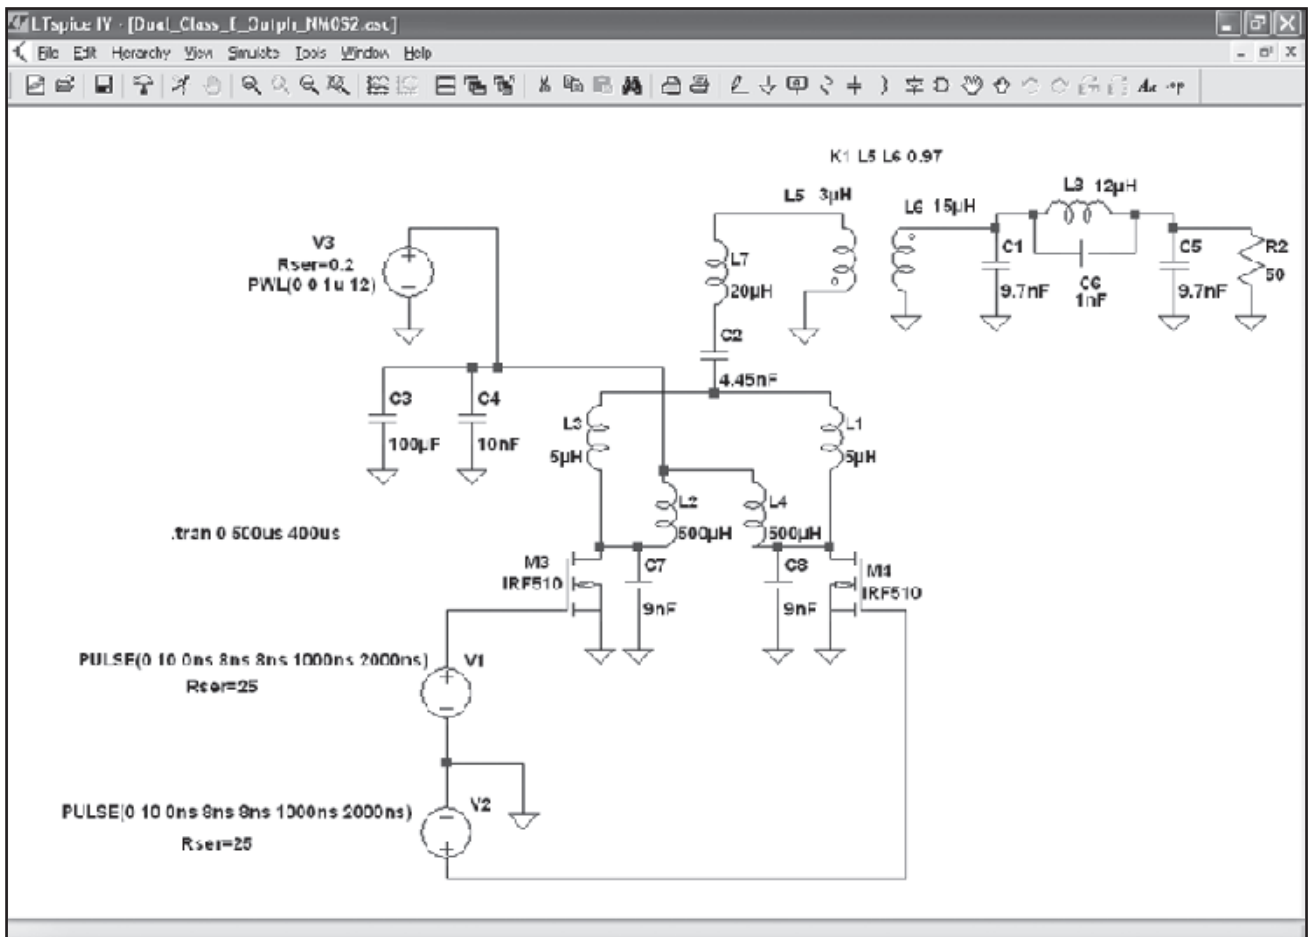 LTspice IV - [Dual_Class_E_Outph_NMOS2.asc]
File Edit Hierarchy View Simulate Tools Window Help
Aa .op
K1 L5 L6 0.97
L5 3µH
L6 15µH
L8 12µH
V3
Rser=0.2
PWL(0 0 1u 12)
L7
20µH
C1
9.7nF
C6
1nF
C5
9.7nF
R2
50
C2
4.45nF
C3
100µF
C4
10nF
L3
5µH
L1
5µH
L2
500µH
L4
500µH
.tran 0 500us 400us
M3
IRF510
C7
9nF
C8
9nF
M4
IRF510
PULSE(0 10 0ns 8ns 8ns 1000ns 2000ns)
V1
Rser=25
PULSE(0 10 0ns 8ns 8ns 1000ns 2000ns)
V2
Rser=25